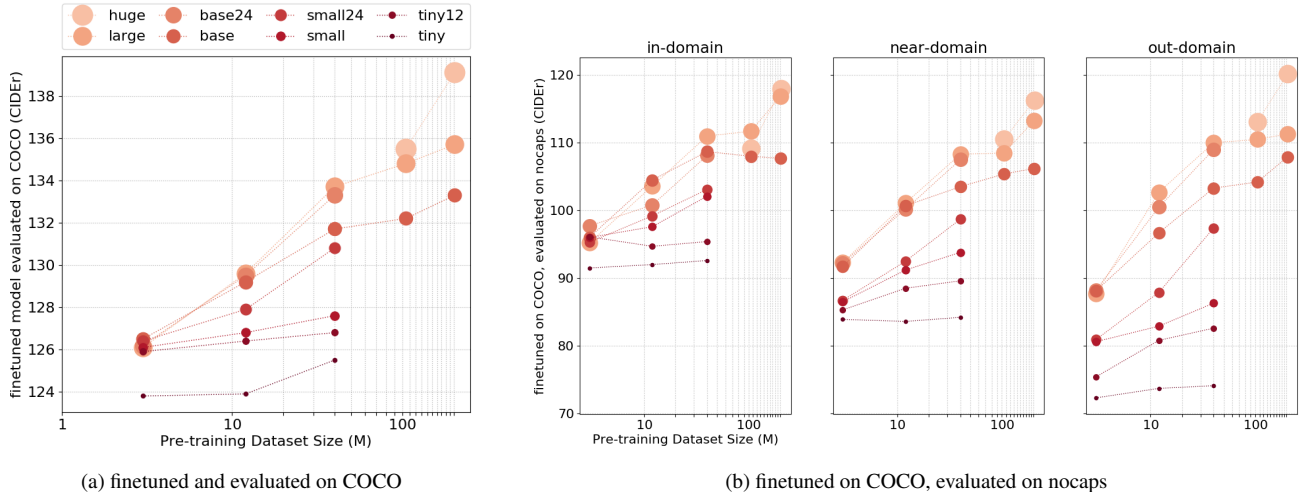 huge base24 small24 tiny12
large base small tiny
finetuned model evaluated on COCO (CIDEr)
138
136
134
132
130
128
126
124
1 10 100
Pre-training Dataset Size (M)
(a) finetuned and evaluated on COCO
in-domain near-domain out-domain
finetuned on COCO, evaluated on nocaps (CIDEr)
120
110
100
90
80
70
10 100 10 100 10 100
Pre-training Dataset Size (M)
(b) finetuned on COCO, evaluated on nocaps